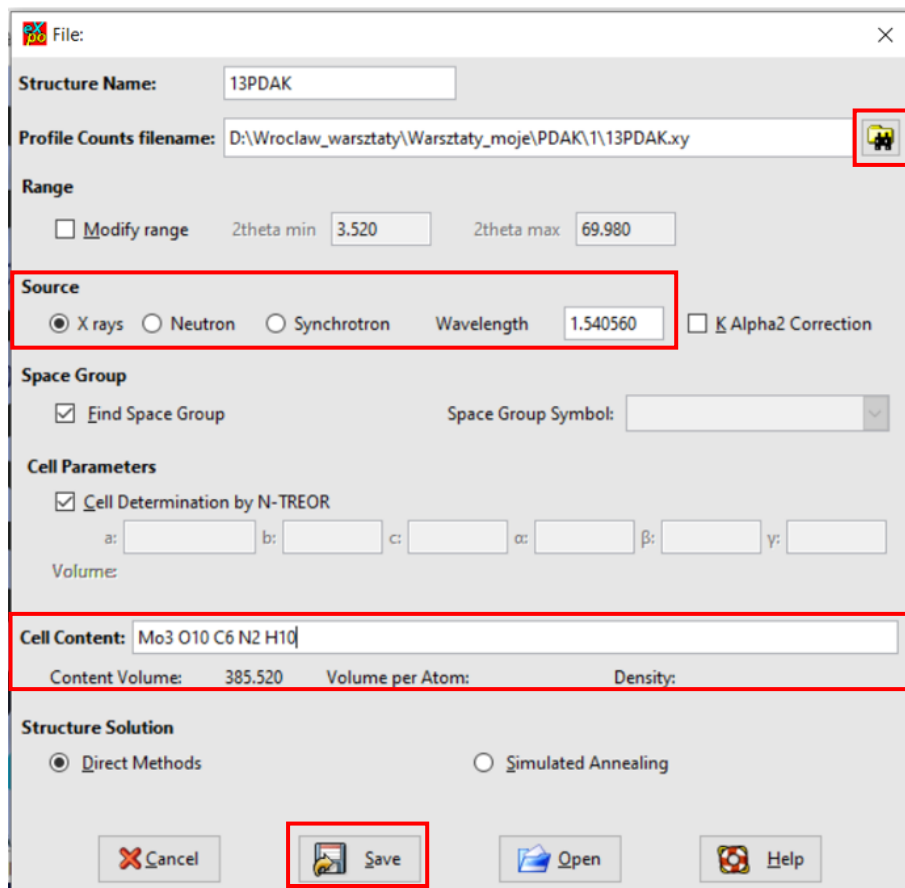 File:
Structure Name: 13PDAK
Profile Counts filename: D:\Wroclaw_warsztaty\Warsztaty_moje\PDAK\1\13PDAK.xy
Range
Modify range 2theta min 3.520 2theta max 69.980
Source
X rays Neutron Synchrotron Wavelength 1.540560 K Alpha2 Correction
Space Group
Find Space Group Space Group Symbol:
Cell Parameters
Cell Determination by N-TREOR
a: b: c: α: β: γ:
Volume:
Cell Content: Mo3 O10 C6 N2 H10
Content Volume: 385.520 Volume per Atom: Density:
Structure Solution
Direct Methods Simulated Annealing
Cancel Save Open Help